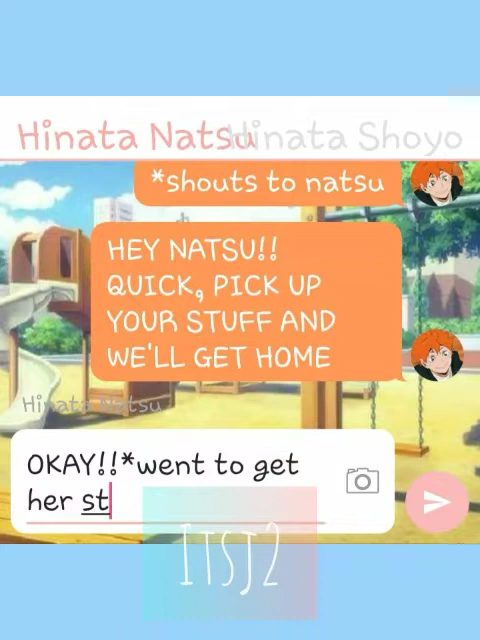 Hinata Natsu Hinata Shoyo
*shouts to natsu
HEY NATSU!!
QUICK, PICK UP
YOUR STUFF AND
WE'LL GET HOME
Hinata Natsu
OKAY!!*went to get
her st
ITSJ2